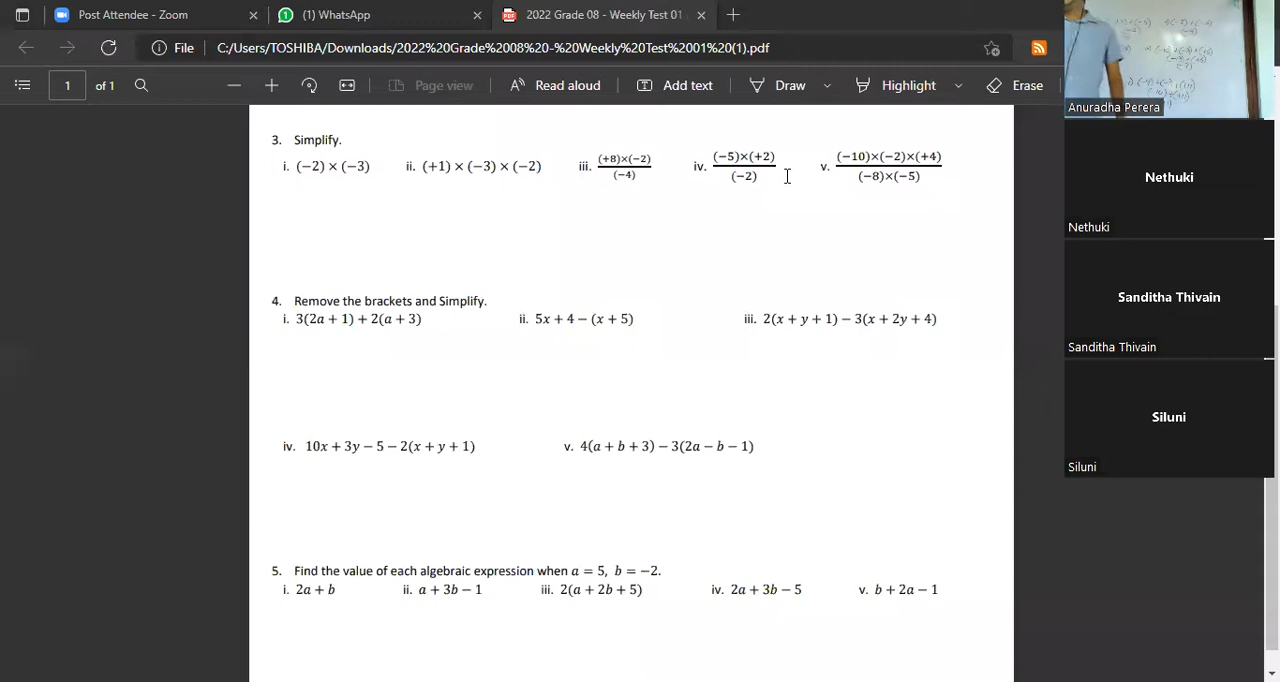 Post Attendee - Zoom
(1) WhatsApp
2022 Grade 08 - Weekly Test 01
File
C:/Users/TOSHIBA/Downloads/2022%20Grade%2008%20-%20Weekly%20Test%2001%20(1).pdf
1 of 1
Page view
Read aloud
Add text
Draw
Highlight
Erase
Anuradha Perera
3. Simplify.
i. (−2) × (−3)
ii. (+1) × (−3) × (−2)
iii. (+8)×(−2) / (−4)
iv. (−5)×(+2) / (−2)
v. (−10)×(−2)×(+4) / (−8)×(−5)
Nethuki
Nethuki
4. Remove the brackets and Simplify.
i. 3(2a + 1) + 2(a + 3)
ii. 5x + 4 − (x + 5)
iii. 2(x + y + 1) − 3(x + 2y + 4)
Sanditha Thivain
Sanditha Thivain
iv. 10x + 3y − 5 − 2(x + y + 1)
v. 4(a + b + 3) − 3(2a − b − 1)
Siluni
Siluni
5. Find the value of each algebraic expression when a = 5, b = −2.
i. 2a + b
ii. a + 3b − 1
iii. 2(a + 2b + 5)
iv. 2a + 3b − 5
v. b + 2a − 1